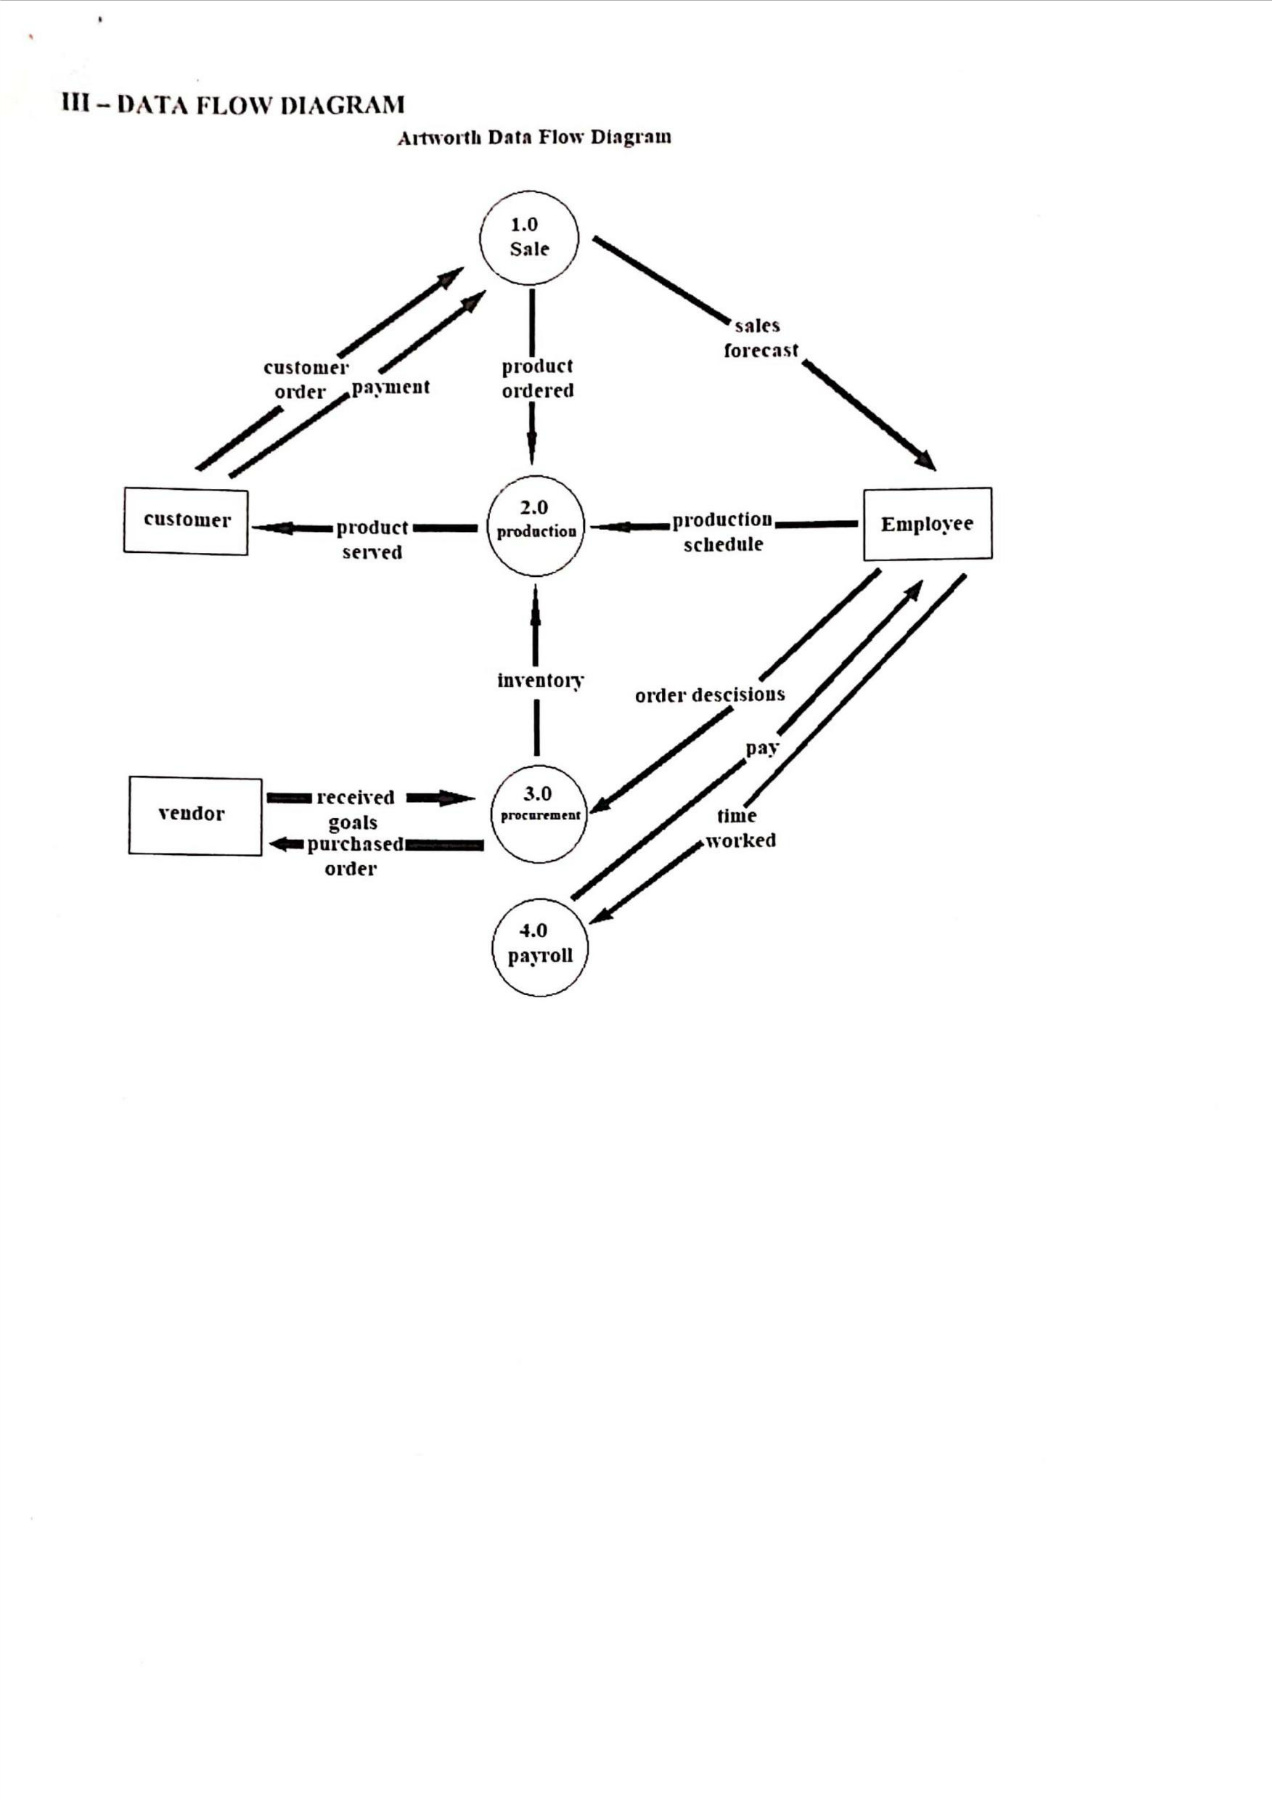 III – DATA FLOW DIAGRAM
Artworth Data Flow Diagram
1.0
Sale
sales
forecast
customer
order
payment
product
ordered
customer
product
served
2.0
production
production
schedule
Employee
inventory
order descisions
pay
vendor
received
goals
purchased
order
3.0
procurement
time
worked
4.0
payroll